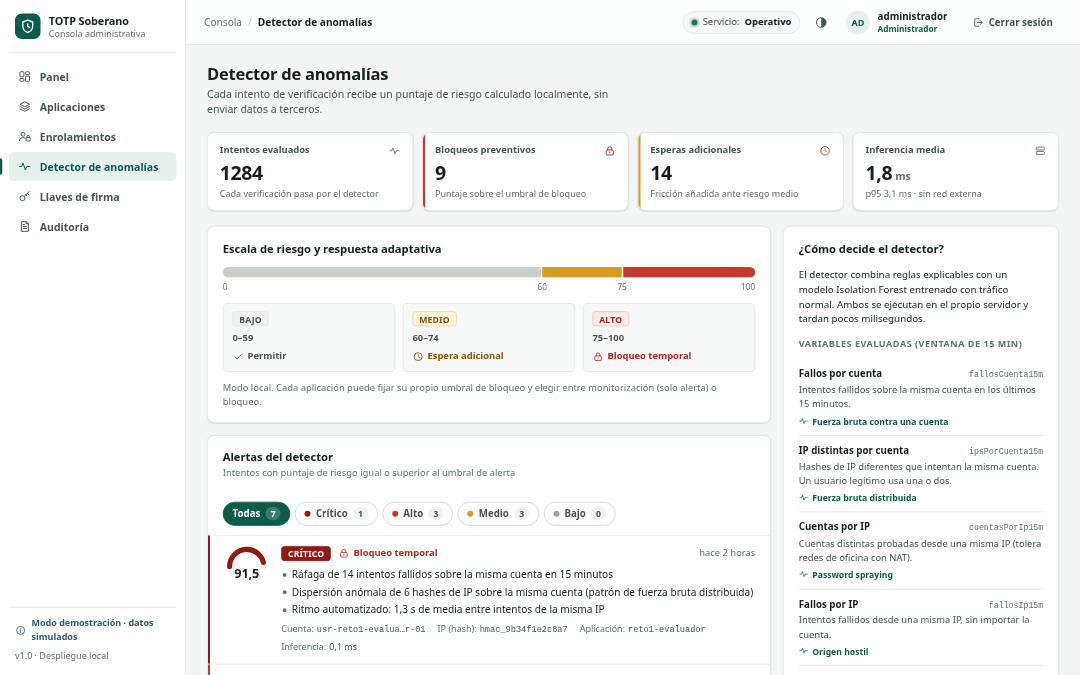 TOTP Soberano
Consola administrativa
Panel
Aplicaciones
Enrolamientos
Detector de anomalías
Llaves de firma
Auditoría
Modo demostración · datos
simulados
v1.0 · Despliegue local
Consola / Detector de anomalías
Servicio: Operativo
AD
administrador
Administrador
Cerrar sesión
Detector de anomalías
Cada intento de verificación recibe un puntaje de riesgo calculado localmente, sin
enviar datos a terceros.
Intentos evaluados
1284
Cada verificación pasa por el detector
Bloqueos preventivos
9
Puntaje sobre el umbral de bloqueo
Esperas adicionales
14
Fricción añadida ante riesgo medio
Inferencia media
1,8 ms
p95 3,1 ms · sin red externa
Escala de riesgo y respuesta adaptativa
0 60 75 100
BAJO
0–59
Permitir
MEDIO
60–74
Espera adicional
ALTO
75–100
Bloqueo temporal
Modo local. Cada aplicación puede fijar su propio umbral de bloqueo y elegir entre monitorización (solo alerta) o
bloqueo.
Alertas del detector
Intentos con puntaje de riesgo igual o superior al umbral de alerta
Todas 7
Crítico 1
Alto 3
Medio 3
Bajo 0
91,5
CRÍTICO Bloqueo temporal hace 2 horas
Ráfaga de 14 intentos fallidos sobre la misma cuenta en 15 minutos
Dispersión anómala de 6 hashes de IP sobre la misma cuenta (patrón de fuerza bruta distribuida)
Ritmo automatizado: 1,3 s de media entre intentos de la misma IP
Cuenta: usr-reto1-evalua…r-01 IP (hash): hmac_9b34f1e2c8a7 Aplicación: reto1-evaluador
Inferencia: 0,1 ms
¿Cómo decide el detector?
El detector combina reglas explicables con un
modelo Isolation Forest entrenado con tráfico
normal. Ambos se ejecutan en el propio servidor y
tardan pocos milisegundos.
VARIABLES EVALUADAS (VENTANA DE 15 MIN)
Fallos por cuenta fallosCuenta15m
Intentos fallidos sobre la misma cuenta en los últimos
15 minutos.
Fuerza bruta contra una cuenta
IP distintas por cuenta ipsPorCuenta15m
Hashes de IP diferentes que intentan la misma cuenta.
Un usuario legítimo usa una o dos.
Fuerza bruta distribuida
Cuentas por IP cuentasPorIp15m
Cuentas distintas probadas desde una misma IP (tolera
redes de oficina con NAT).
Password spraying
Fallos por IP fallosIp15m
Intentos fallidos desde una misma IP, sin importar la
cuenta.
Origen hostil